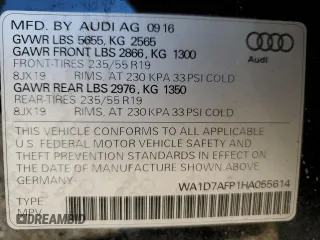 MFD. BY AUDI AG 09 16
GVWR LBS 5655, KG 2565
GAWR FRONT LBS 2866, KG 1300
FRONT-TIRES 235/55 R19
8JX19 RIMS, AT 230 KPA 33 PSI COLD
GAWR REAR LBS 2976, KG 1350
REAR-TIRES 235/55 R19
8JX19 RIMS, AT 230 KPA 33 PSI COLD
Audi
THIS VEHICLE CONFORMS TO ALL APPLICABLE
U.S. FEDERAL MOTOR VEHICLE SAFETY
STANDARDS IN EFFECT ON
THE DATE OF MANUFACTURE SHOWN ABOVE
GERMANY
WA1D7AFP1HA055614
TYPE
MPV
DREAMBID